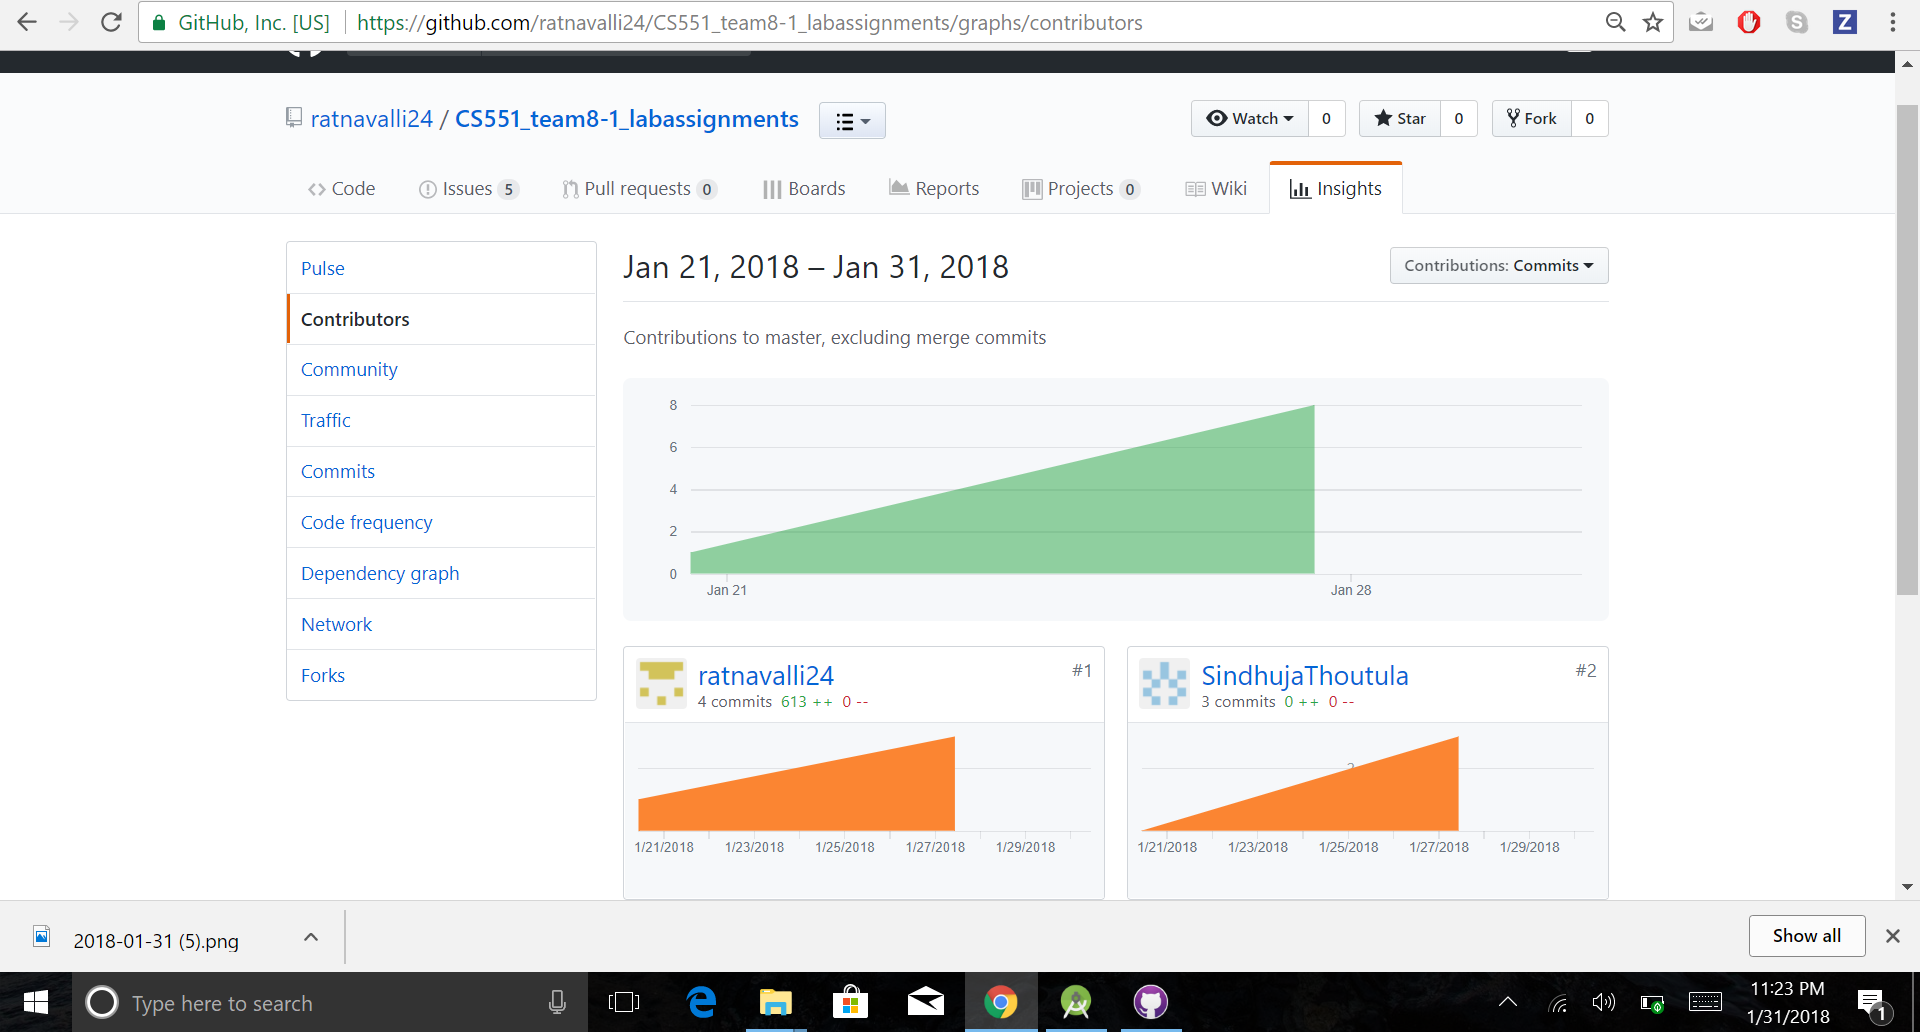 GitHub, Inc. [US] https://github.com/ratnavalli24/CS551_team8-1_labassignments/graphs/contributors
Z
ratnavalli24 / CS551_team8-1_labassignments
Watch 0 Star 0 Fork 0
Code Issues 5 Pull requests 0 Boards Reports Projects 0 Wiki Insights
Pulse
Contributors
Community
Traffic
Commits
Code frequency
Dependency graph
Network
Forks
Jan 21, 2018 – Jan 31, 2018
Contributions: Commits
Contributions to master, excluding merge commits
8
6
4
2
0
Jan 21 Jan 28
ratnavalli24 #1
4 commits 613 ++ 0 --
1/21/2018 1/23/2018 1/25/2018 1/27/2018 1/29/2018
SindhujaThoutula #2
3 commits 0 ++ 0 --
2
1/21/2018 1/23/2018 1/25/2018 1/27/2018 1/29/2018
2018-01-31 (5).png
Show all
Type here to search
11:23 PM
1/31/2018
1